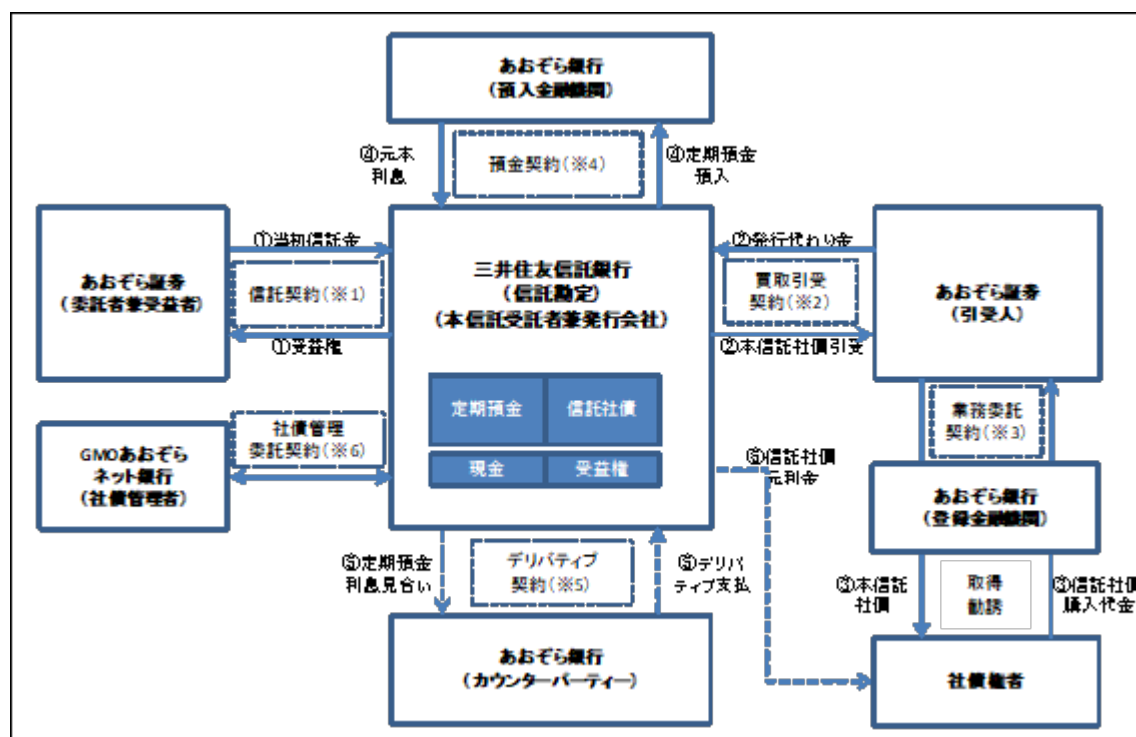 あおぞら銀行
(預入金融機関)
④元本
利息
預金契約(※4)
④定期預金
預入
①当初信託金
②発行代わり金
あおぞら証券
(委託者兼受益者)
信託契約(※1)
三井住友信託銀行
(信託勘定)
(本信託受託者兼発行会社)
買取引受
契約(※2)
あおぞら証券
(引受人)
①受益権
②本信託社債引受
定期預金
信託社債
現金
受益権
業務委託
契約(※3)
GMOあおぞら
ネット銀行
(社債管理者)
社債管理
委託契約(※6)
⑥信託社債
元利金
あおぞら銀行
(登録金融機関)
⑤定期預金
利息見合い
デリバティブ
契約(※5)
⑤デリバ
ティブ支払
③本信託
社債
取得
勧誘
③信託社債
購入代金
あおぞら銀行
(カウンターパーティー)
社債権者